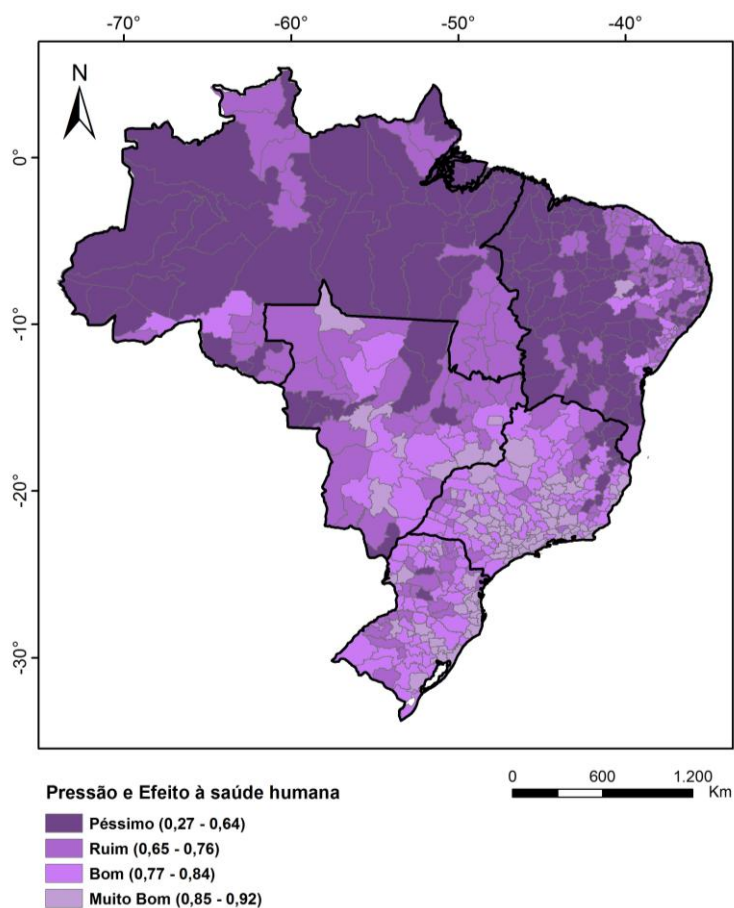 -70° -60° -50° -40°
N
0°
-10°
-20°
-30°
Pressão e Efeito à saúde humana
0 600 1.200
Km
Péssimo (0,27 - 0,64)
Ruim (0,65 - 0,76)
Bom (0,77 - 0,84)
Muito Bom (0,85 - 0,92)